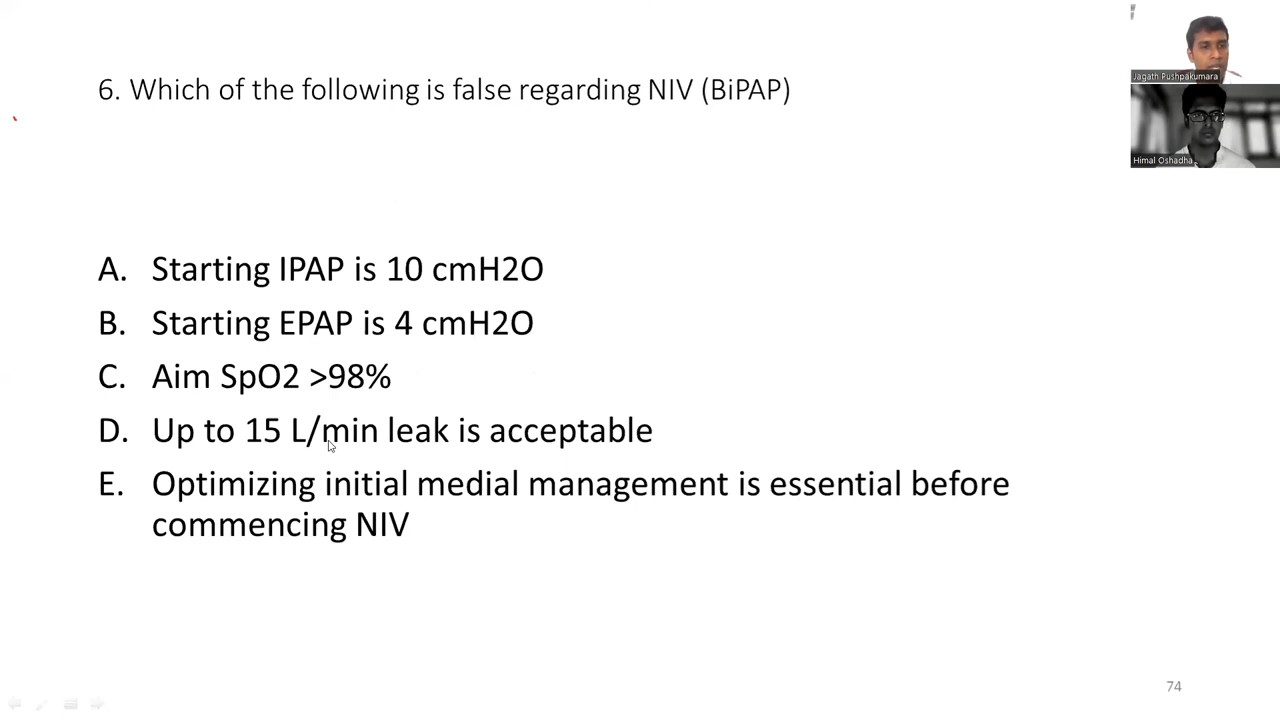 6. Which of the following is false regarding NIV (BiPAP)
Jagath Pushpakumara
Himal Oshadha
A. Starting IPAP is 10 cmH2O
B. Starting EPAP is 4 cmH2O
C. Aim SpO2 >98%
D. Up to 15 L/min leak is acceptable
E. Optimizing initial medial management is essential before
commencing NIV
74